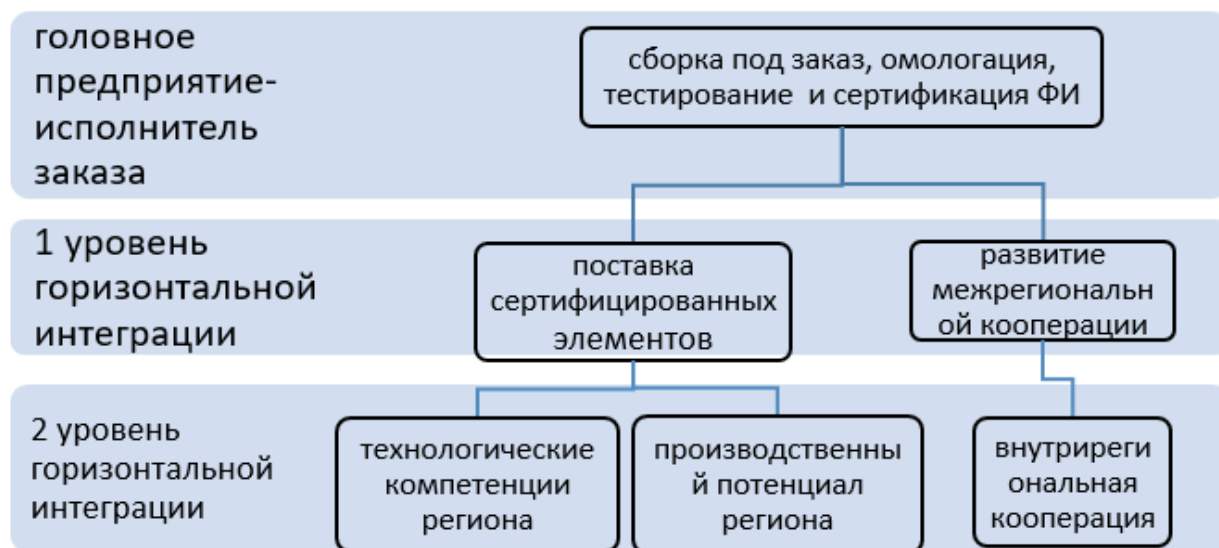 головное
предприятие-
исполнитель
заказа
сборка под заказ, омологация,
тестирование и сертификация ФИ
1 уровень
горизонтальной
интеграции
поставка
сертифицированных
элементов
развитие
межрегиональн
ой кооперации
2 уровень
горизонтальной
интеграции
технологические
компетенции
региона
производственны
й потенциал
региона
внутрирегио
ональная
кооперация